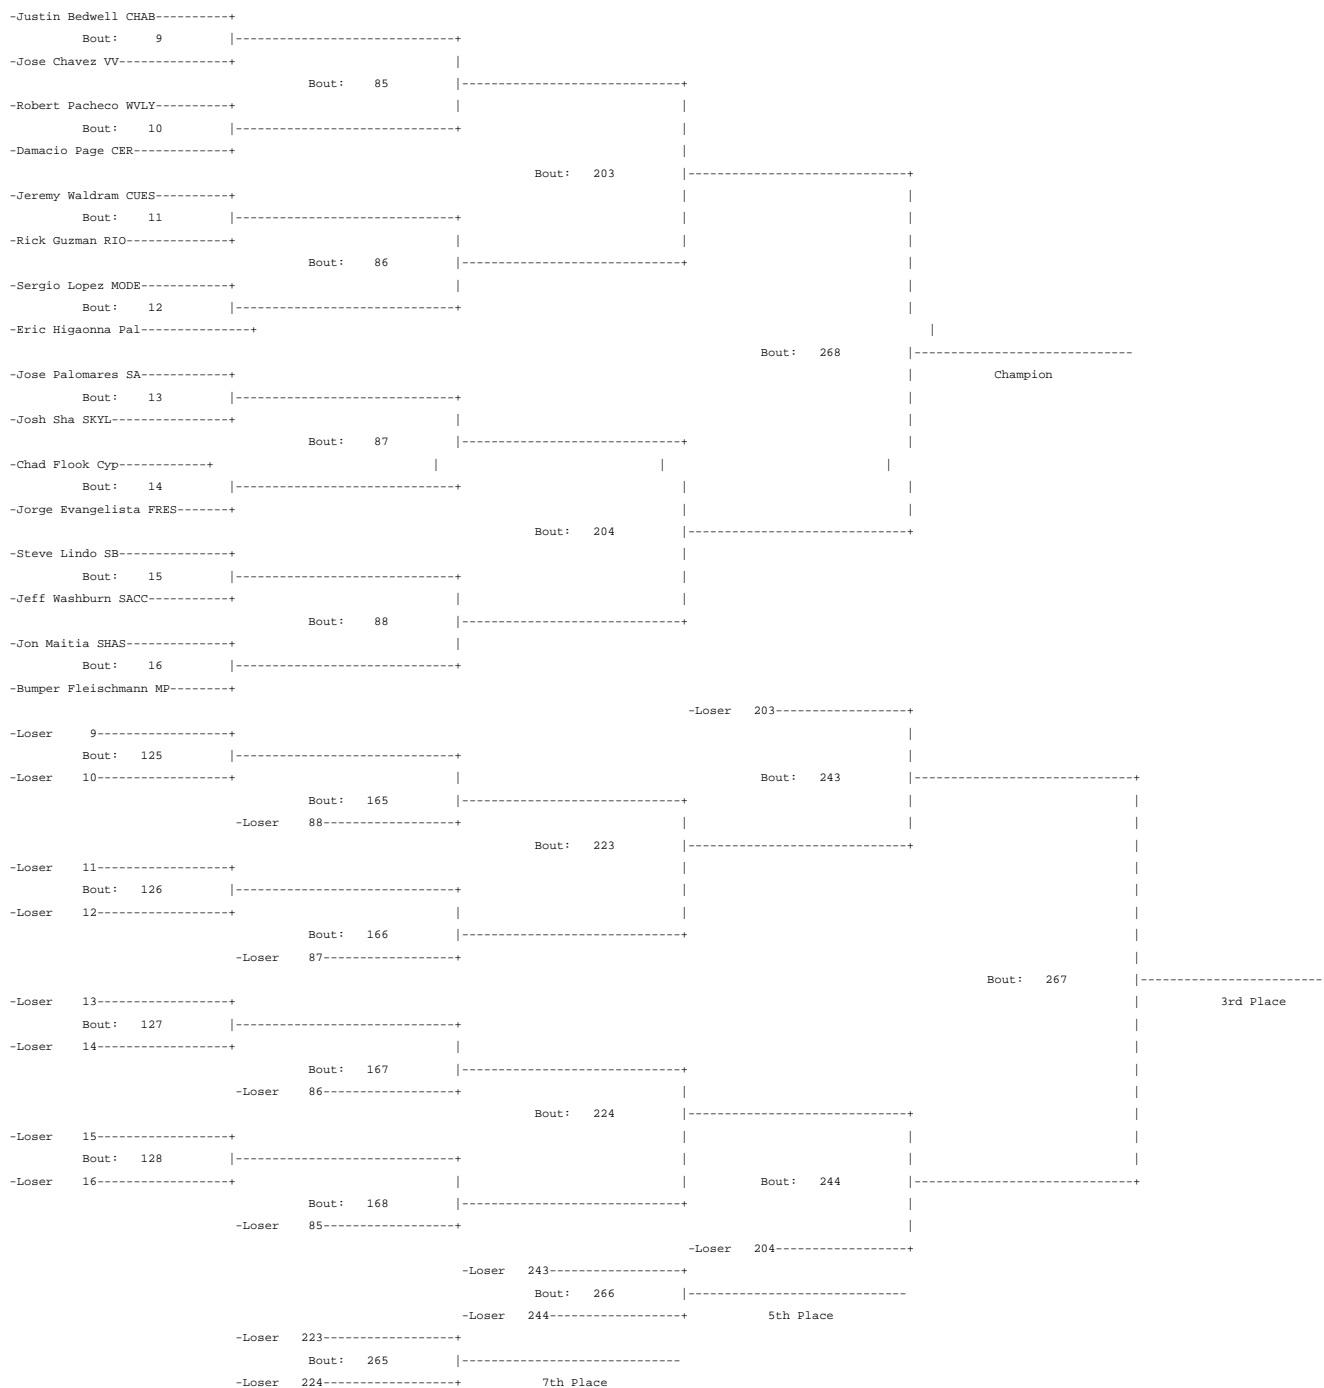 -Justin Bedwell CHAB----------+
Bout: 9 |------------------------------+
-Jose Chavez VV---------------+ |
Bout: 85 |------------------------------+
-Robert Pacheco WVLY----------+ | |
Bout: 10 |------------------------------+ |
-Damacio Page CER-------------+ |
Bout: 203 |------------------------------+
-Jeremy Waldram CUES----------+ | |
Bout: 11 |------------------------------+ | |
-Rick Guzman RIO--------------+ | | |
Bout: 86 |------------------------------+ |
-Sergio Lopez MODE------------+ | |
Bout: 12 |------------------------------+ |
-Eric Higaonna Pal---------------+ |
Bout: 268 |------------------------------
-Jose Palomares SA------------+ | Champion
Bout: 13 |------------------------------+ |
-Josh Sha SKYL----------------+ | |
Bout: 87 |------------------------------+ |
-Chad Flook Cyp------------+ | | |
Bout: 14 |------------------------------+ | |
-Jorge Evangelista FRES-------+ | |
Bout: 204 |------------------------------+
-Steve Lindo SB---------------+ |
Bout: 15 |------------------------------+ |
-Jeff Washburn SACC-----------+ | |
Bout: 88 |------------------------------+
-Jon Maitia SHAS--------------+ |
Bout: 16 |------------------------------+
-Bumper Fleischmann MP--------+
-Loser 203------------------+
-Loser 9------------------+ |
Bout: 125 |------------------------------+ |
-Loser 10------------------+ | Bout: 243 |------------------------------+
Bout: 165 |------------------------------+ | |
-Loser 88------------------+ | | |
Bout: 223 |------------------------------+ |
-Loser 11------------------+ | |
Bout: 126 |------------------------------+ | |
-Loser 12------------------+ | | |
Bout: 166 |------------------------------+ |
-Loser 87------------------+ |
Bout: 267 |-------------------------
-Loser 13------------------+ | 3rd Place
Bout: 127 |------------------------------+ |
-Loser 14------------------+ | |
Bout: 167 |------------------------------+ |
-Loser 86------------------+ | |
Bout: 224 |------------------------------+ |
-Loser 15------------------+ | | |
Bout: 128 |------------------------------+ | | |
-Loser 16------------------+ | | Bout: 244 |------------------------------+
Bout: 168 |------------------------------+ |
-Loser 85------------------+ |
-Loser 204------------------+
-Loser 243------------------+
Bout: 266 |------------------------------
-Loser 244------------------+ 5th Place
-Loser 223------------------+
Bout: 265 |------------------------------
-Loser 224------------------+ 7th Place